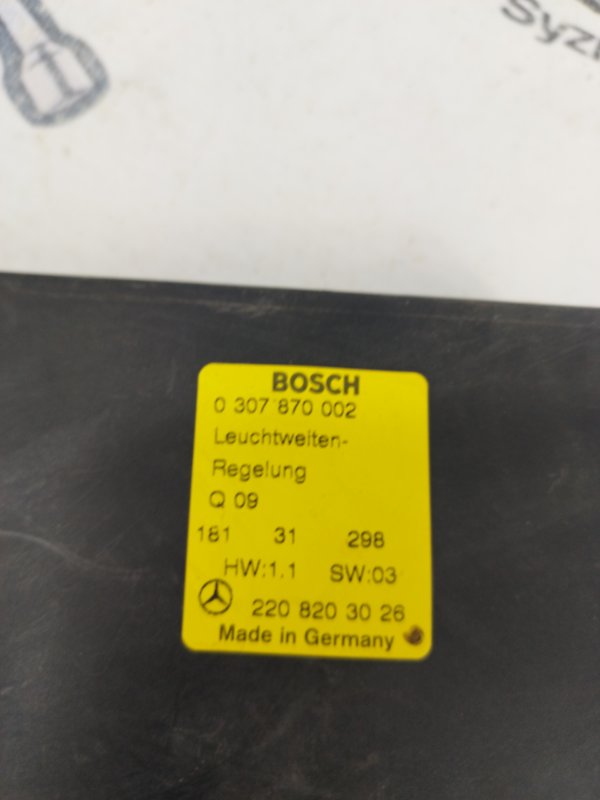 BOSCH
0 307 870 002
Leuchtweiten-
Regelung
Q 09
181 31 298
HW:1.1 SW:03
220 820 30 26
Made in Germany